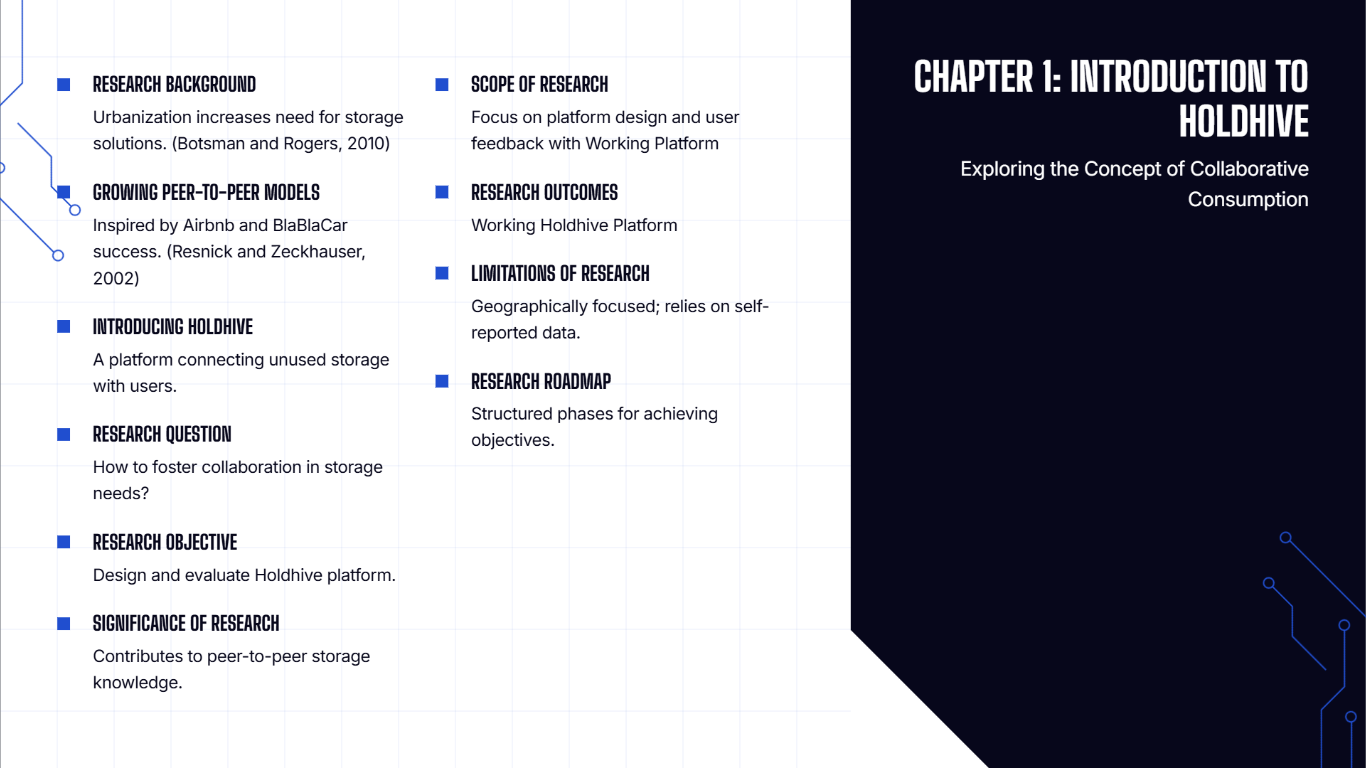 RESEARCH BACKGROUND
Urbanization increases need for storage
solutions. (Botsman and Rogers, 2010)
GROWING PEER-TO-PEER MODELS
Inspired by Airbnb and BlaBlaCar
success. (Resnick and Zeckhauser,
2002)
INTRODUCING HOLDHIVE
A platform connecting unused storage
with users.
RESEARCH QUESTION
How to foster collaboration in storage
needs?
RESEARCH OBJECTIVE
Design and evaluate Holdhive platform.
SIGNIFICANCE OF RESEARCH
Contributes to peer-to-peer storage
knowledge.
SCOPE OF RESEARCH
Focus on platform design and user
feedback with Working Platform
RESEARCH OUTCOMES
Working Holdhive Platform
LIMITATIONS OF RESEARCH
Geographically focused; relies on self-
reported data.
RESEARCH ROADMAP
Structured phases for achieving
objectives.
CHAPTER 1: INTRODUCTION TO
HOLDHIVE
Exploring the Concept of Collaborative
Consumption